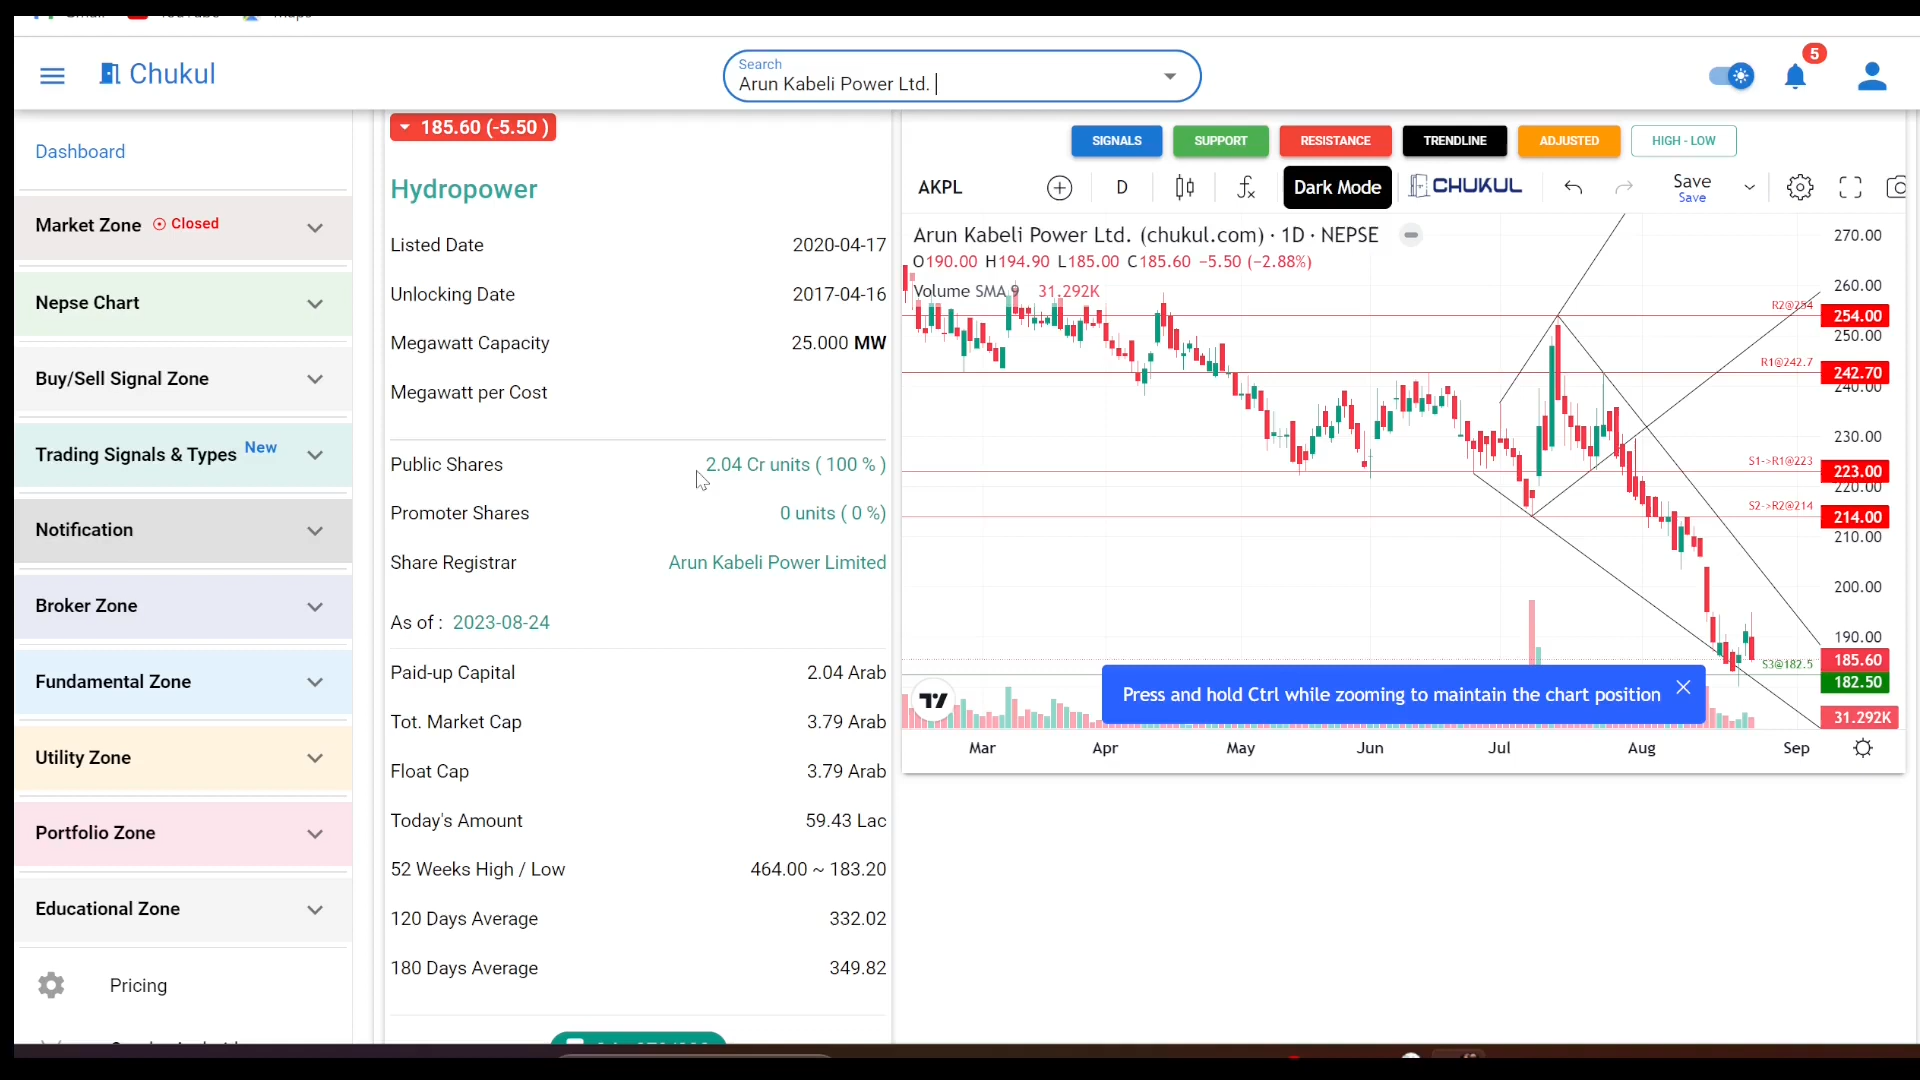 Gmail
YouTube
Maps
Chukul
Search
Arun Kabeli Power Ltd.
5
Dashboard
Market Zone Closed
Nepse Chart
Buy/Sell Signal Zone
Trading Signals & Types New
Notification
Broker Zone
Fundamental Zone
Utility Zone
Portfolio Zone
Educational Zone
Pricing
185.60 (-5.50 )
Hydropower
Listed Date 2020-04-17
Unlocking Date 2017-04-16
Megawatt Capacity 25.000 MW
Megawatt per Cost
Public Shares 2.04 Cr units ( 100 % )
Promoter Shares 0 units ( 0 %)
Share Registrar Arun Kabeli Power Limited
As of : 2023-08-24
Paid-up Capital 2.04 Arab
Tot. Market Cap 3.79 Arab
Float Cap 3.79 Arab
Today's Amount 59.43 Lac
52 Weeks High / Low 464.00 ~ 183.20
120 Days Average 332.02
180 Days Average 349.82
SIGNALS SUPPORT RESISTANCE TRENDLINE ADJUSTED HIGH - LOW
AKPL D Dark Mode CHUKUL Save
Save
Arun Kabeli Power Ltd. (chukul.com) · 1D · NEPSE
O190.00 H194.90 L185.00 C185.60 −5.50 (−2.88%)
Volume SMA 9 31.292K
270.00
260.00
R2@254
254.00
250.00
R1@242.7
242.70
240.00
230.00
S1->R1@223
223.00
220.00
S2->R2@214
214.00
210.00
200.00
190.00
S3@182.5
185.60
182.50
31.292K
Press and hold Ctrl while zooming to maintain the chart position
Mar Apr May Jun Jul Aug Sep